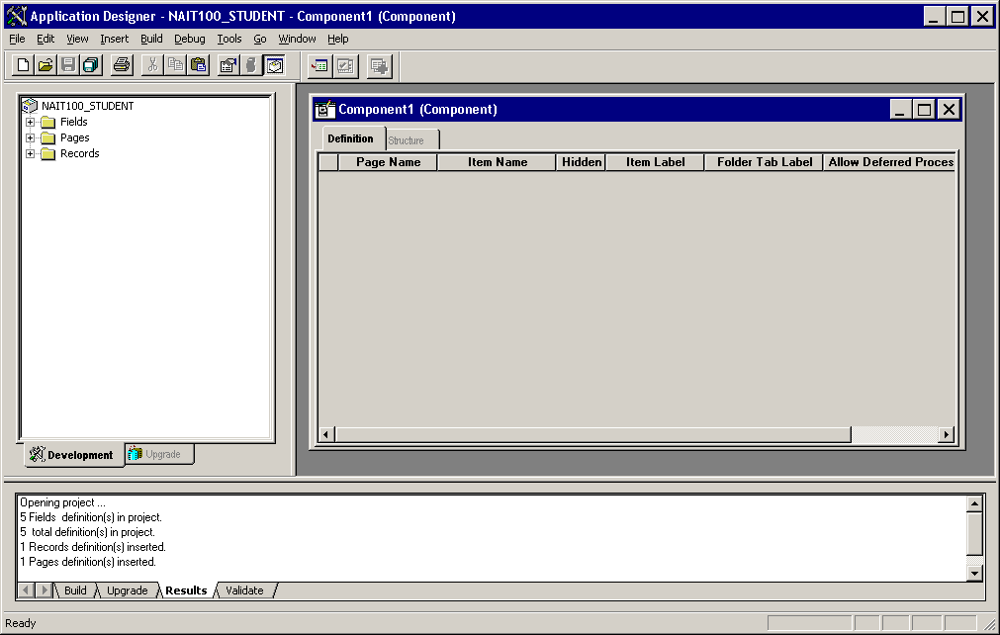 Application Designer - NAIT100_STUDENT - Component1 (Component)
File Edit View Insert Build Debug Tools Go Window Help
NAIT100_STUDENT
Fields
Pages
Records
Development Upgrade
Component1 (Component)
Definition Structure
Page Name Item Name Hidden Item Label Folder Tab Label Allow Deferred Proces
Opening project ...
5 Fields definition(s) in project.
5 total definition(s) in project.
1 Records definition(s) inserted.
1 Pages definition(s) inserted.
Build Upgrade Results Validate
Ready